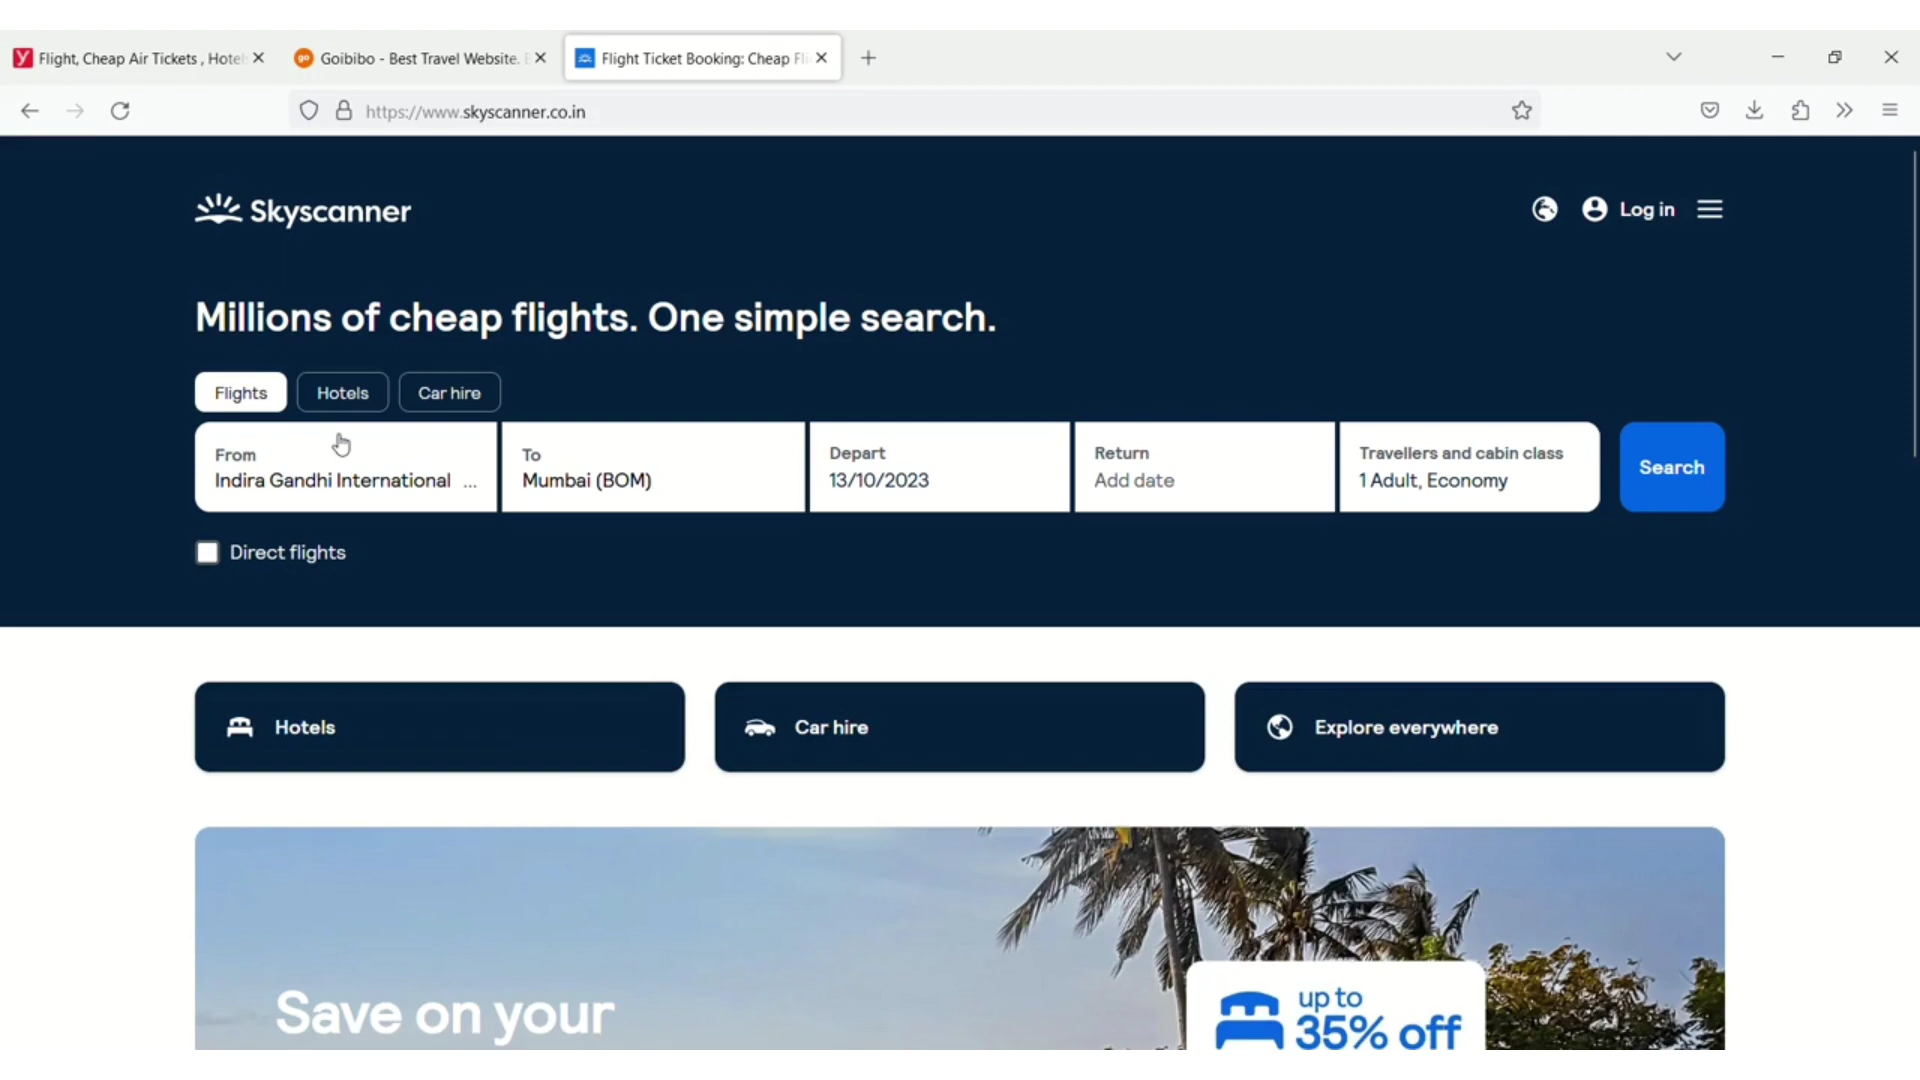 Flight, Cheap Air Tickets , Hotel
Goibibo - Best Travel Website.
Flight Ticket Booking: Cheap Fli
https://www.skyscanner.co.in
Skyscanner
Log in
Millions of cheap flights. One simple search.
Flights
Hotels
Car hire
From
Indira Gandhi International ...
To
Mumbai (BOM)
Depart
13/10/2023
Return
Add date
Travellers and cabin class
1 Adult, Economy
Search
Direct flights
Hotels
Car hire
Explore everywhere
Save on your
up to
35% off